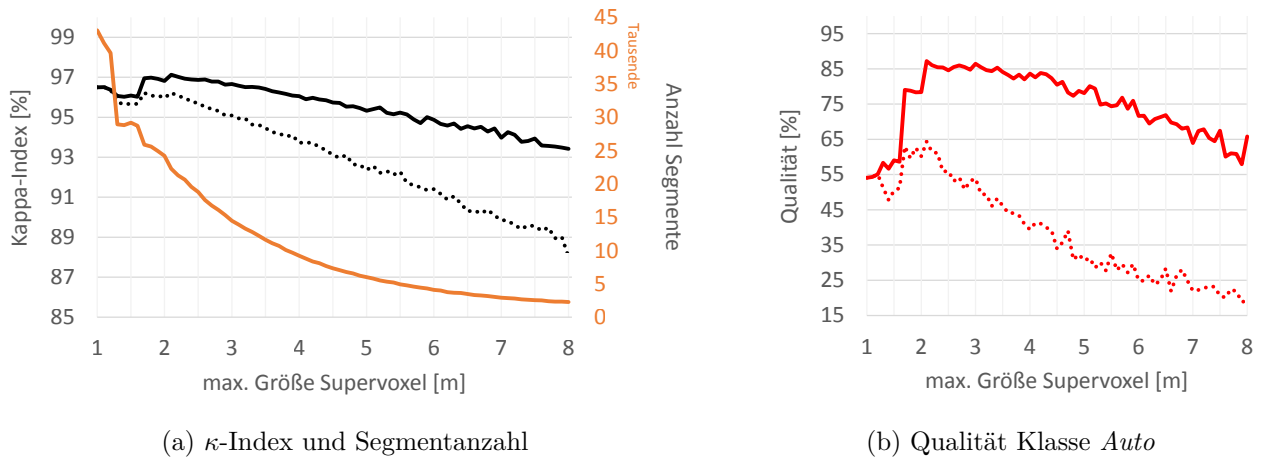 99
97
95
93
91
89
87
85
Kappa-Index [%]
1 2 3 4 5 6 7 8
max. Größe Supervoxel [m]
45
40
35
30
25
20
15
10
5
0
Tausende
Anzahl Segmente
(a) κ-Index und Segmentanzahl
95
85
75
65
55
45
35
25
15
Qualität [%]
1 2 3 4 5 6 7 8
max. Größe Supervoxel [m]
(b) Qualität Klasse Auto